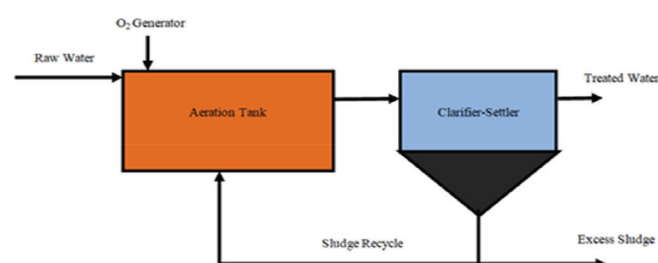 O₂ Generator
Raw Water
Treated Water
Aeration Tank
Clarifier-Settler
Sludge Recycle
Excess Sludge